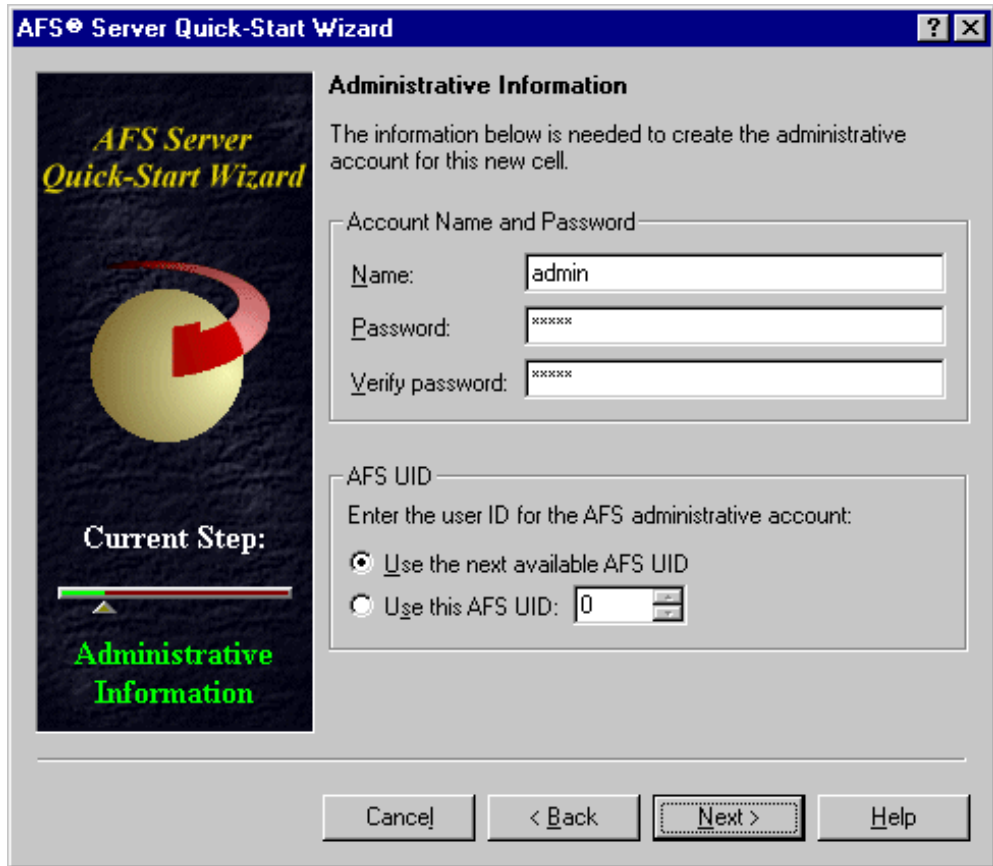 AFS® Server Quick-Start Wizard
AFS Server
Quick-Start Wizard
Current Step:
Administrative
Information
Administrative Information
The information below is needed to create the administrative
account for this new cell.
Account Name and Password
Name:
admin
Password:
*****
Verify password:
*****
AFS UID
Enter the user ID for the AFS administrative account:
Use the next available AFS UID
Use this AFS UID: 0
Cancel < Back Next > Help